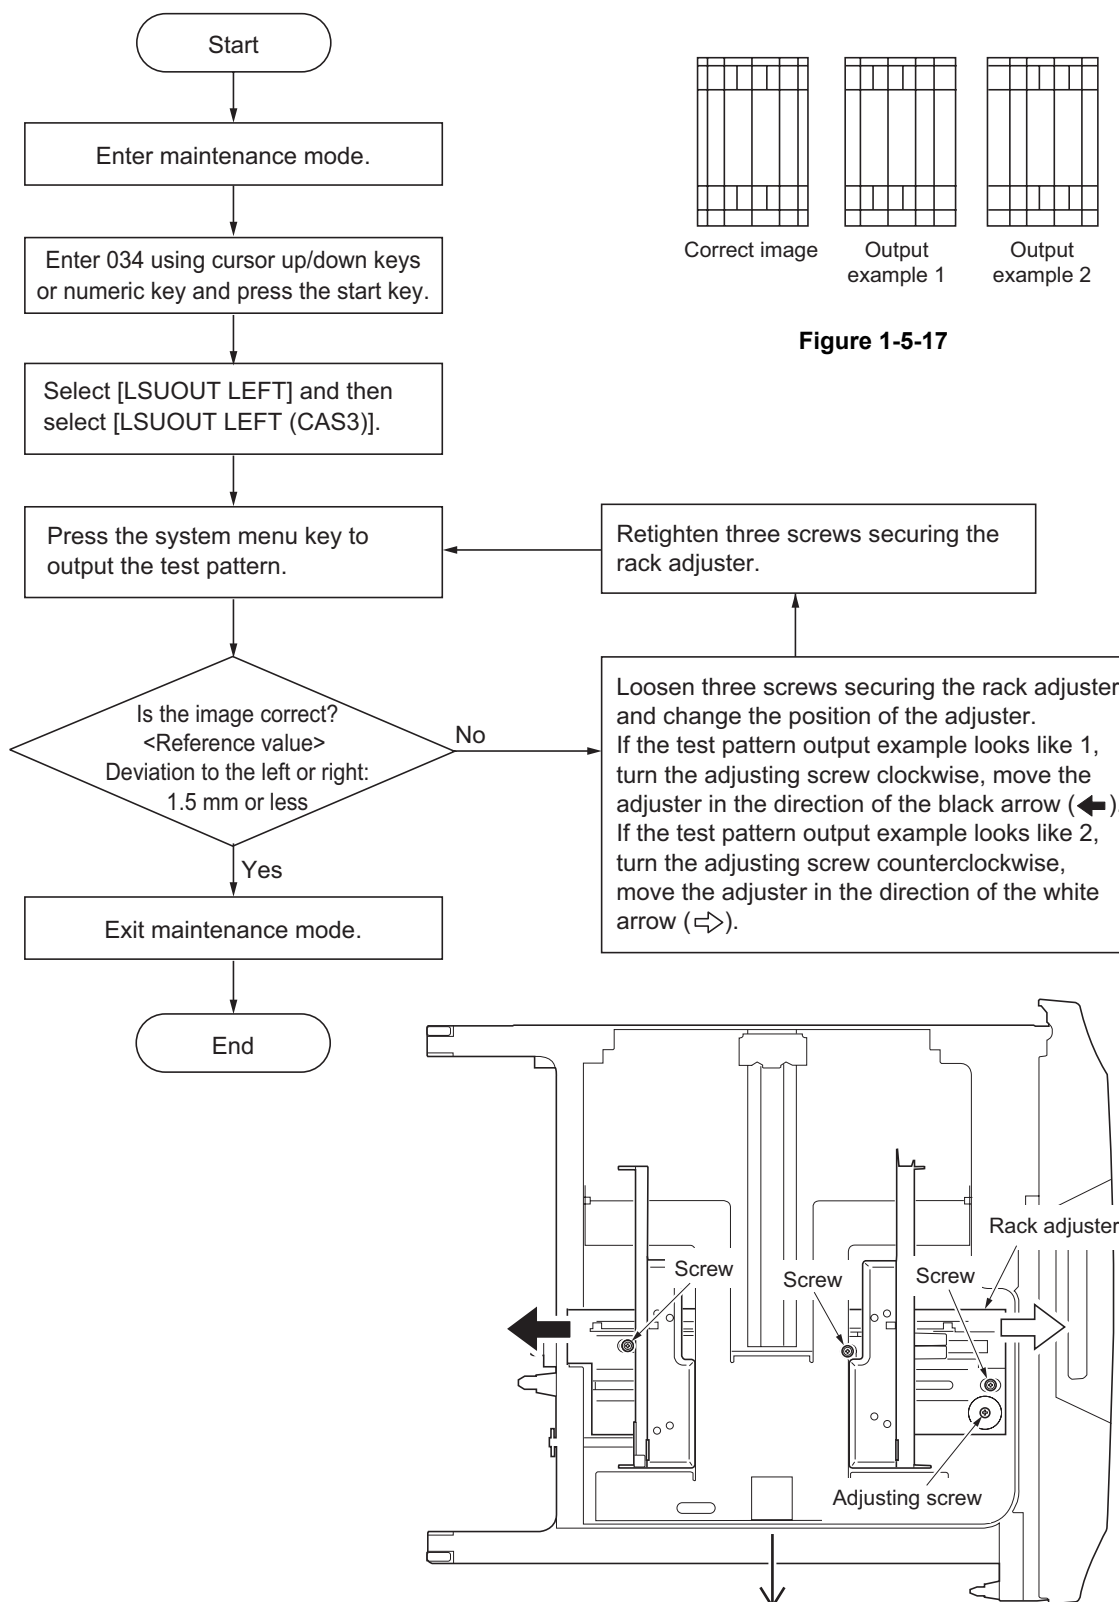 Start
Enter maintenance mode.
Enter 034 using cursor up/down keys
or numeric key and press the start key.
Select [LSUOUT LEFT] and then
select [LSUOUT LEFT (CAS3)].
Press the system menu key to
output the test pattern.
Is the image correct?
<Reference value>
Deviation to the left or right:
1.5 mm or less
No
Yes
Exit maintenance mode.
End
Correct image
Output
example 1
Output
example 2
Figure 1-5-17
Retighten three screws securing the
rack adjuster.
Loosen three screws securing the rack adjuster
and change the position of the adjuster.
If the test pattern output example looks like 1,
turn the adjusting screw clockwise, move the
adjuster in the direction of the black arrow (⬅).
If the test pattern output example looks like 2,
turn the adjusting screw counterclockwise,
move the adjuster in the direction of the white
arrow (⇨).
Rack adjuster
Screw
Screw
Screw
Adjusting screw